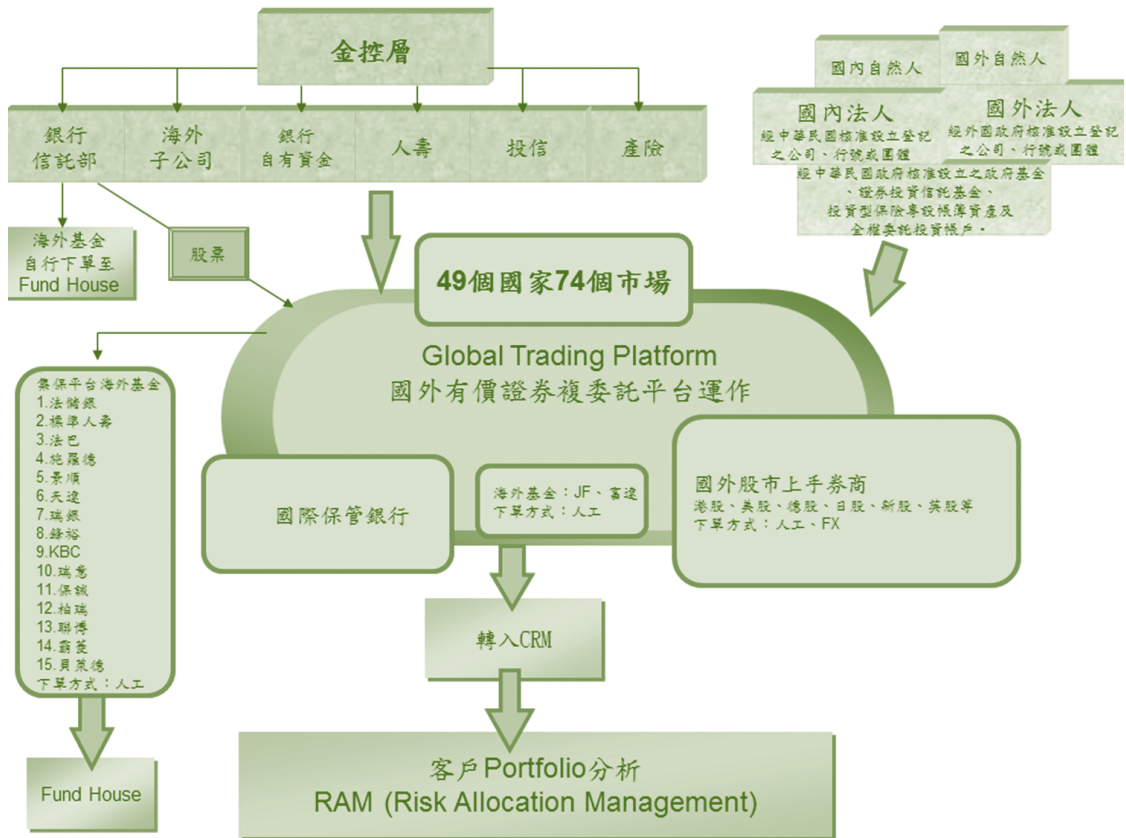 金控層
銀行
信託部
海外
子公司
銀行
自有資金
人壽
投信
產險
國內自然人
國外自然人
國內法人
經中華民國核准設立登記
之公司、行號或團體
國外法人
經外國政府核准設立登記
之公司、行號或團體
經中華民國政府核准設立之政府基金
、證券投資信託基金、
投資型保險專設帳簿資產及
全權委託投資帳戶。
海外基金
自行下單至
Fund House
股票
49個國家74個市場
Global Trading Platform
國外有價證券複委託平台運作
集保平台海外基金
1.法儲銀
2.標準人壽
3.法巴
4.施羅德
5.景順
6.天達
7.瑞銀
8.鋒裕
9.KBC
10.瑞意
11.保誠
12.柏瑞
13.聯博
14.霸菱
15.貝萊德
下單方式：人工
國際保管銀行
海外基金：JF、富達
下單方式：人工
國外股市上手券商
港股、美股、德股、日股、新股、英股等
下單方式：人工、FX
轉入CRM
Fund House
客戶Portfolio分析
RAM (Risk Allocation Management)